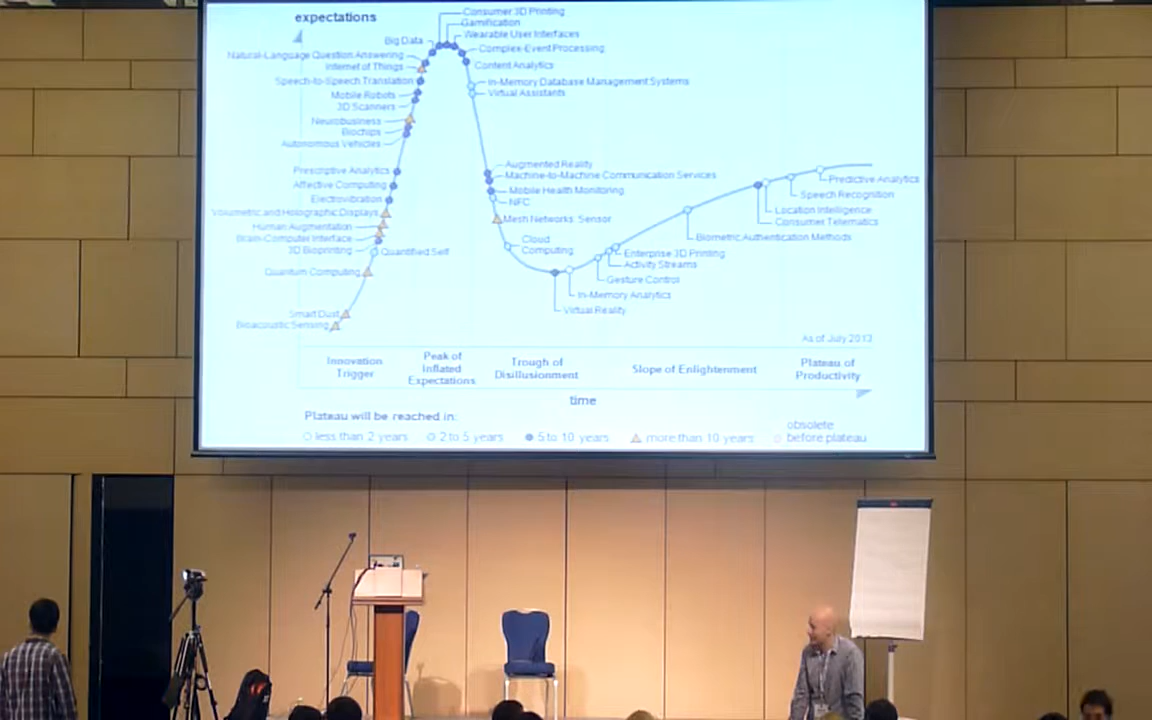 expectations
Consumer 3D Printing
Gamification
Wearable User Interfaces
Big Data
Complex-Event Processing
Natural-Language Question Answering
Internet of Things
Content Analytics
Speech-to-Speech Translation
In-Memory Database Management Systems
Mobile Robots
Virtual Assistants
3D Scanners
Neurobusiness
Biochips
Autonomous Vehicles
Augmented Reality
Prescriptive Analytics
Machine-to-Machine Communication Services
Affective Computing
Mobile Health Monitoring
Electrovibration
NFC
Volumetric and Holographic Displays
Mesh Networks: Sensor
Human Augmentation
Brain-Computer Interface
3D Bioprinting
Quantified Self
Cloud
Computing
Quantum Computing
Smart Dust
Bioacoustic Sensing
Predictive Analytics
Speech Recognition
Location Intelligence
Consumer Telematics
Biometric Authentication Methods
Enterprise 3D Printing
Activity Streams
Gesture Control
In-Memory Analytics
Virtual Reality
As of July 2013
Innovation
Trigger
Peak of
Inflated
Expectations
Trough of
Disillusionment
Slope of Enlightenment
Plateau of
Productivity
time
Plateau will be reached in:
less than 2 years
2 to 5 years
5 to 10 years
more than 10 years
obsolete
before plateau